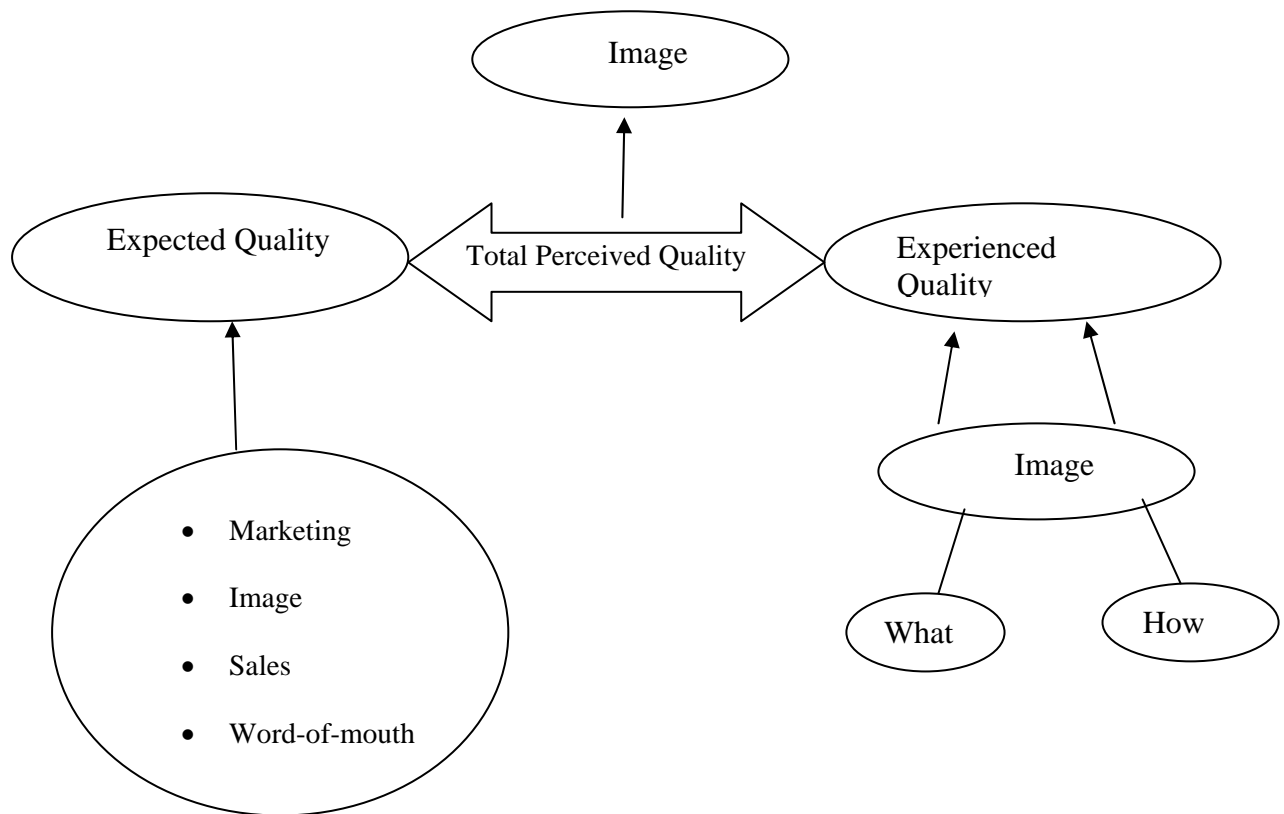 Image
Expected Quality
Total Perceived Quality
Experienced
Quality
Image
• Marketing
• Image
• Sales
• Word-of-mouth
What
How